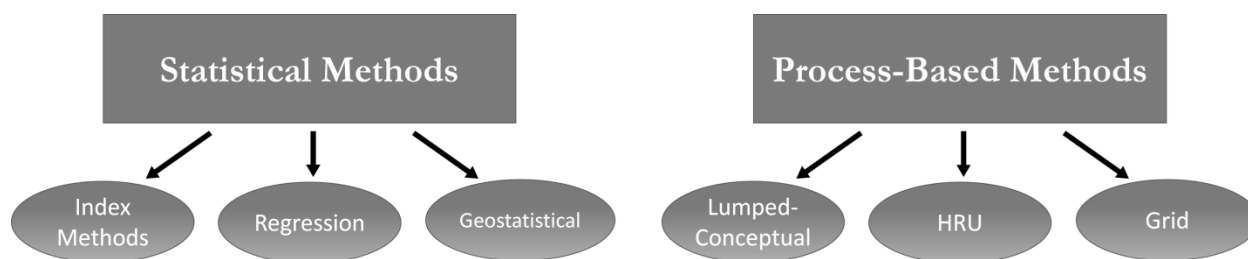 Statistical Methods
Process-Based Methods
Index
Methods
Regression
Geostatistical
Lumped-
Conceptual
HRU
Grid